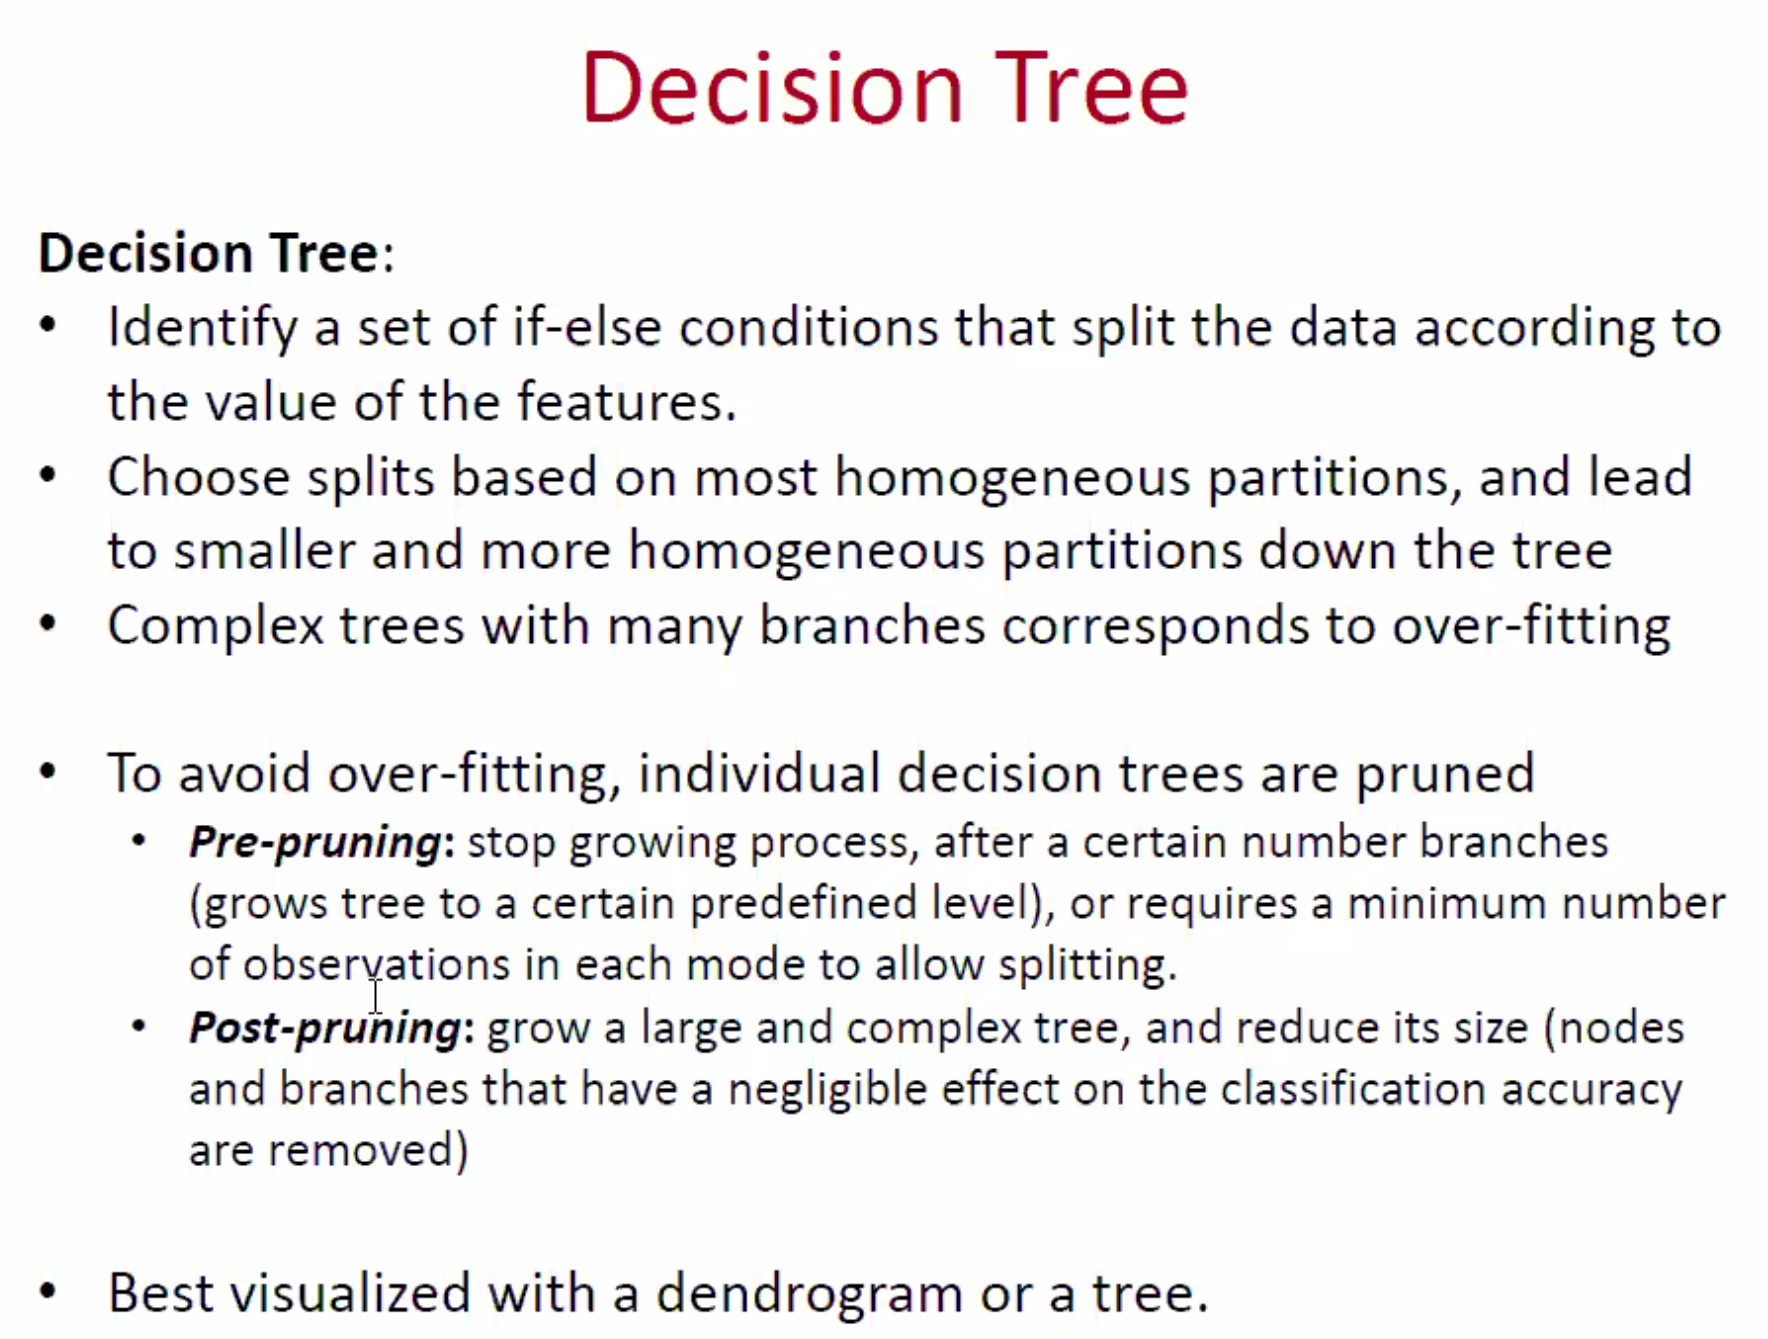 Decision Tree
Decision Tree:
• Identify a set of if-else conditions that split the data according to
the value of the features.
• Choose splits based on most homogeneous partitions, and lead
to smaller and more homogeneous partitions down the tree
• Complex trees with many branches corresponds to over-fitting
• To avoid over-fitting, individual decision trees are pruned
• Pre-pruning: stop growing process, after a certain number branches
(grows tree to a certain predefined level), or requires a minimum number
of observations in each mode to allow splitting.
• Post-pruning: grow a large and complex tree, and reduce its size (nodes
and branches that have a negligible effect on the classification accuracy
are removed)
• Best visualized with a dendrogram or a tree.